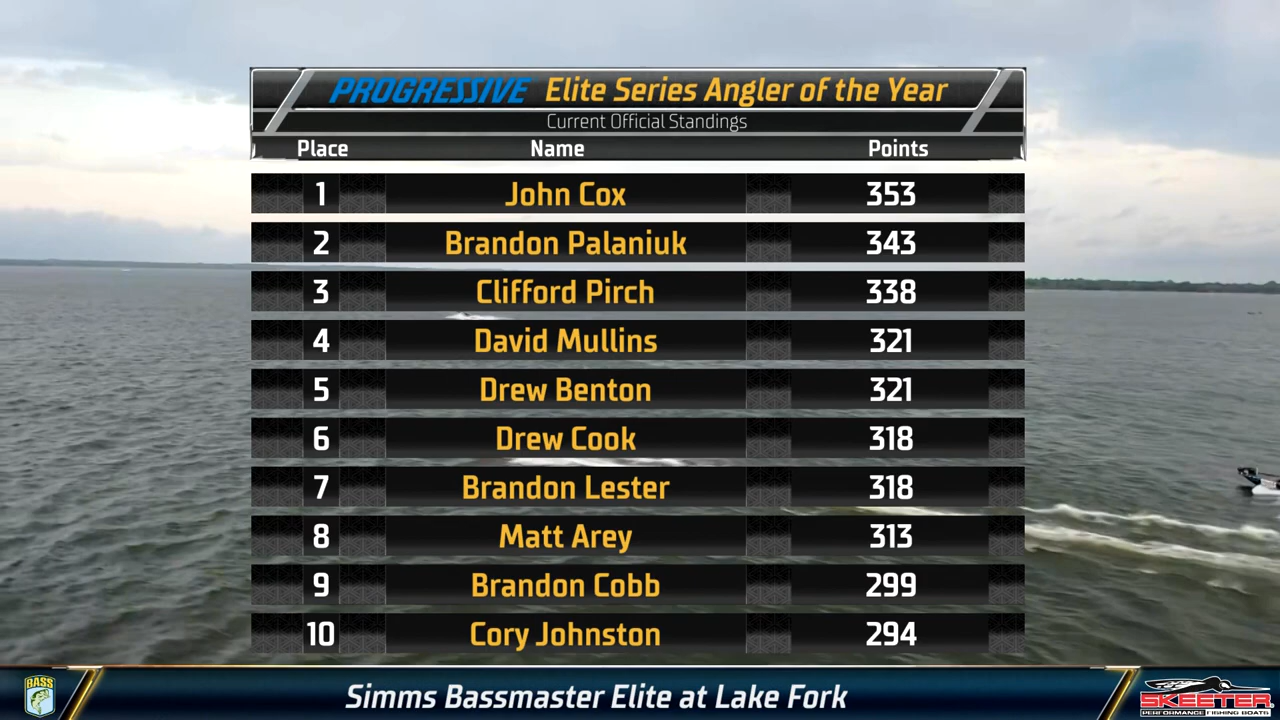 PROGRESSIVE Elite Series Angler of the Year
Current Official Standings
Place Name Points
1 John Cox 353
2 Brandon Palaniuk 343
3 Clifford Pirch 338
4 David Mullins 321
5 Drew Benton 321
6 Drew Cook 318
7 Brandon Lester 318
8 Matt Arey 313
9 Brandon Cobb 299
10 Cory Johnston 294
BASS
Simms Bassmaster Elite at Lake Fork
SKEETER
PERFORMANCE FISHING BOATS